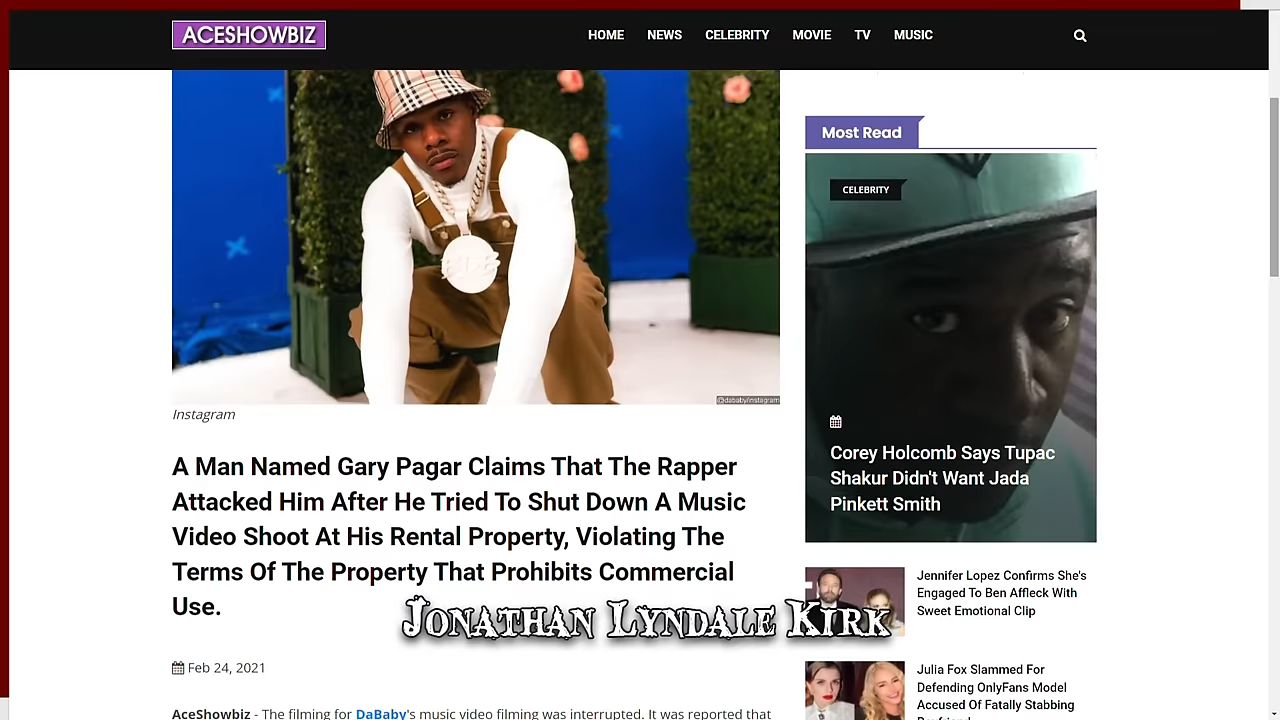 ACESHOWBIZ
HOME NEWS CELEBRITY MOVIE TV MUSIC
@dababy/instagram
Instagram
A Man Named Gary Pagar Claims That The Rapper
Attacked Him After He Tried To Shut Down A Music
Video Shoot At His Rental Property, Violating The
Terms Of The Property That Prohibits Commercial
Use.
Jonathan Lyndale Kirk
Feb 24, 2021
AceShowbiz - The filming for DaBaby's music video filming was interrupted. It was reported that
Most Read
CELEBRITY
Corey Holcomb Says Tupac
Shakur Didn't Want Jada
Pinkett Smith
Jennifer Lopez Confirms She's
Engaged To Ben Affleck With
Sweet Emotional Clip
Julia Fox Slammed For
Defending OnlyFans Model
Accused Of Fatally Stabbing